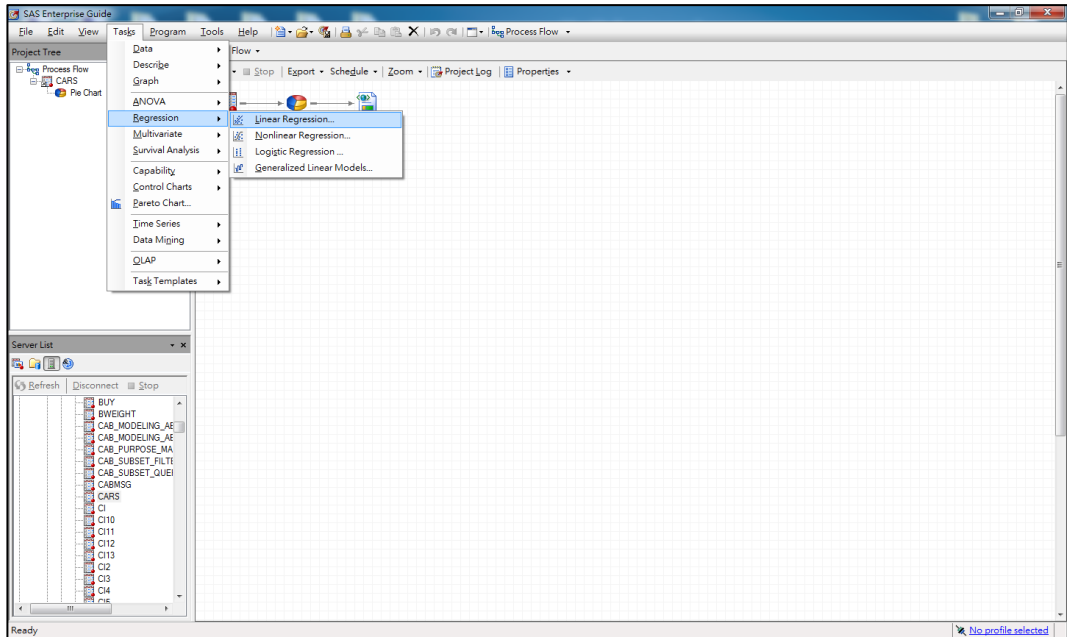 SAS Enterprise Guide
File Edit View Tasks Program Tools Help Process Flow
Project Tree
Process Flow
CARS
Pie Chart
Data
Describe
Graph
ANOVA
Regression
Multivariate
Survival Analysis
Capability
Control Charts
Pareto Chart...
Time Series
Data Mining
OLAP
Task Templates
Linear Regression...
Nonlinear Regression...
Logistic Regression ...
Generalized Linear Models...
Flow
Stop Export Schedule Zoom Project Log Properties
Server List
Refresh Disconnect Stop
BUY
BWEIGHT
CAB_MODELING_AE
CAB_MODELING_AE
CAB_PURPOSE_MA
CAB_SUBSET_FILTE
CAB_SUBSET_QUEI
CABMSG
CARS
CI
CI10
CI11
CI12
CI13
CI2
CI3
CI4
CI5
Ready
No profile selected